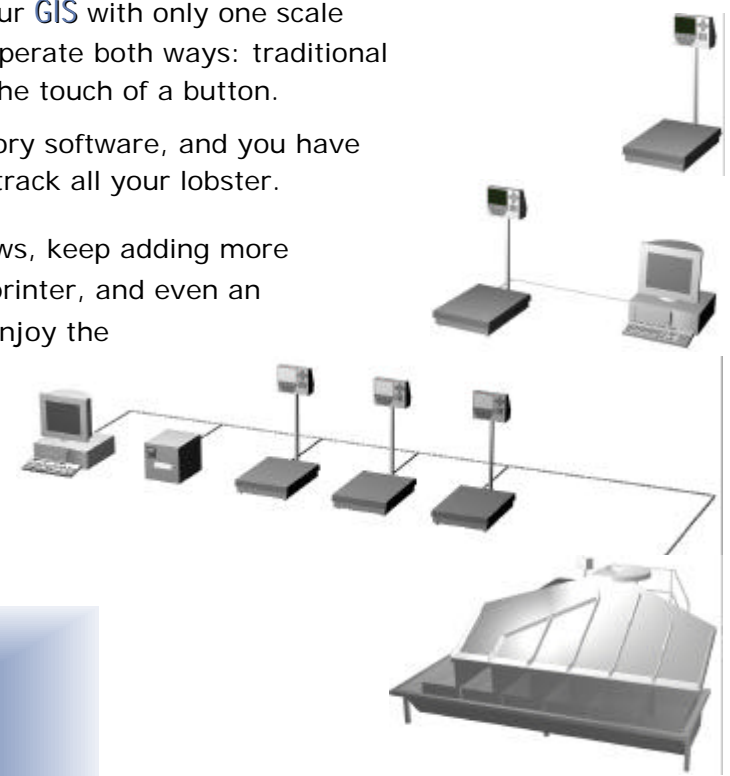 ur GIS with only one scale
perate both ways: traditional
he touch of a button.
ory software, and you have
track all your lobster.
ws, keep adding more
printer, and even an
njoy the